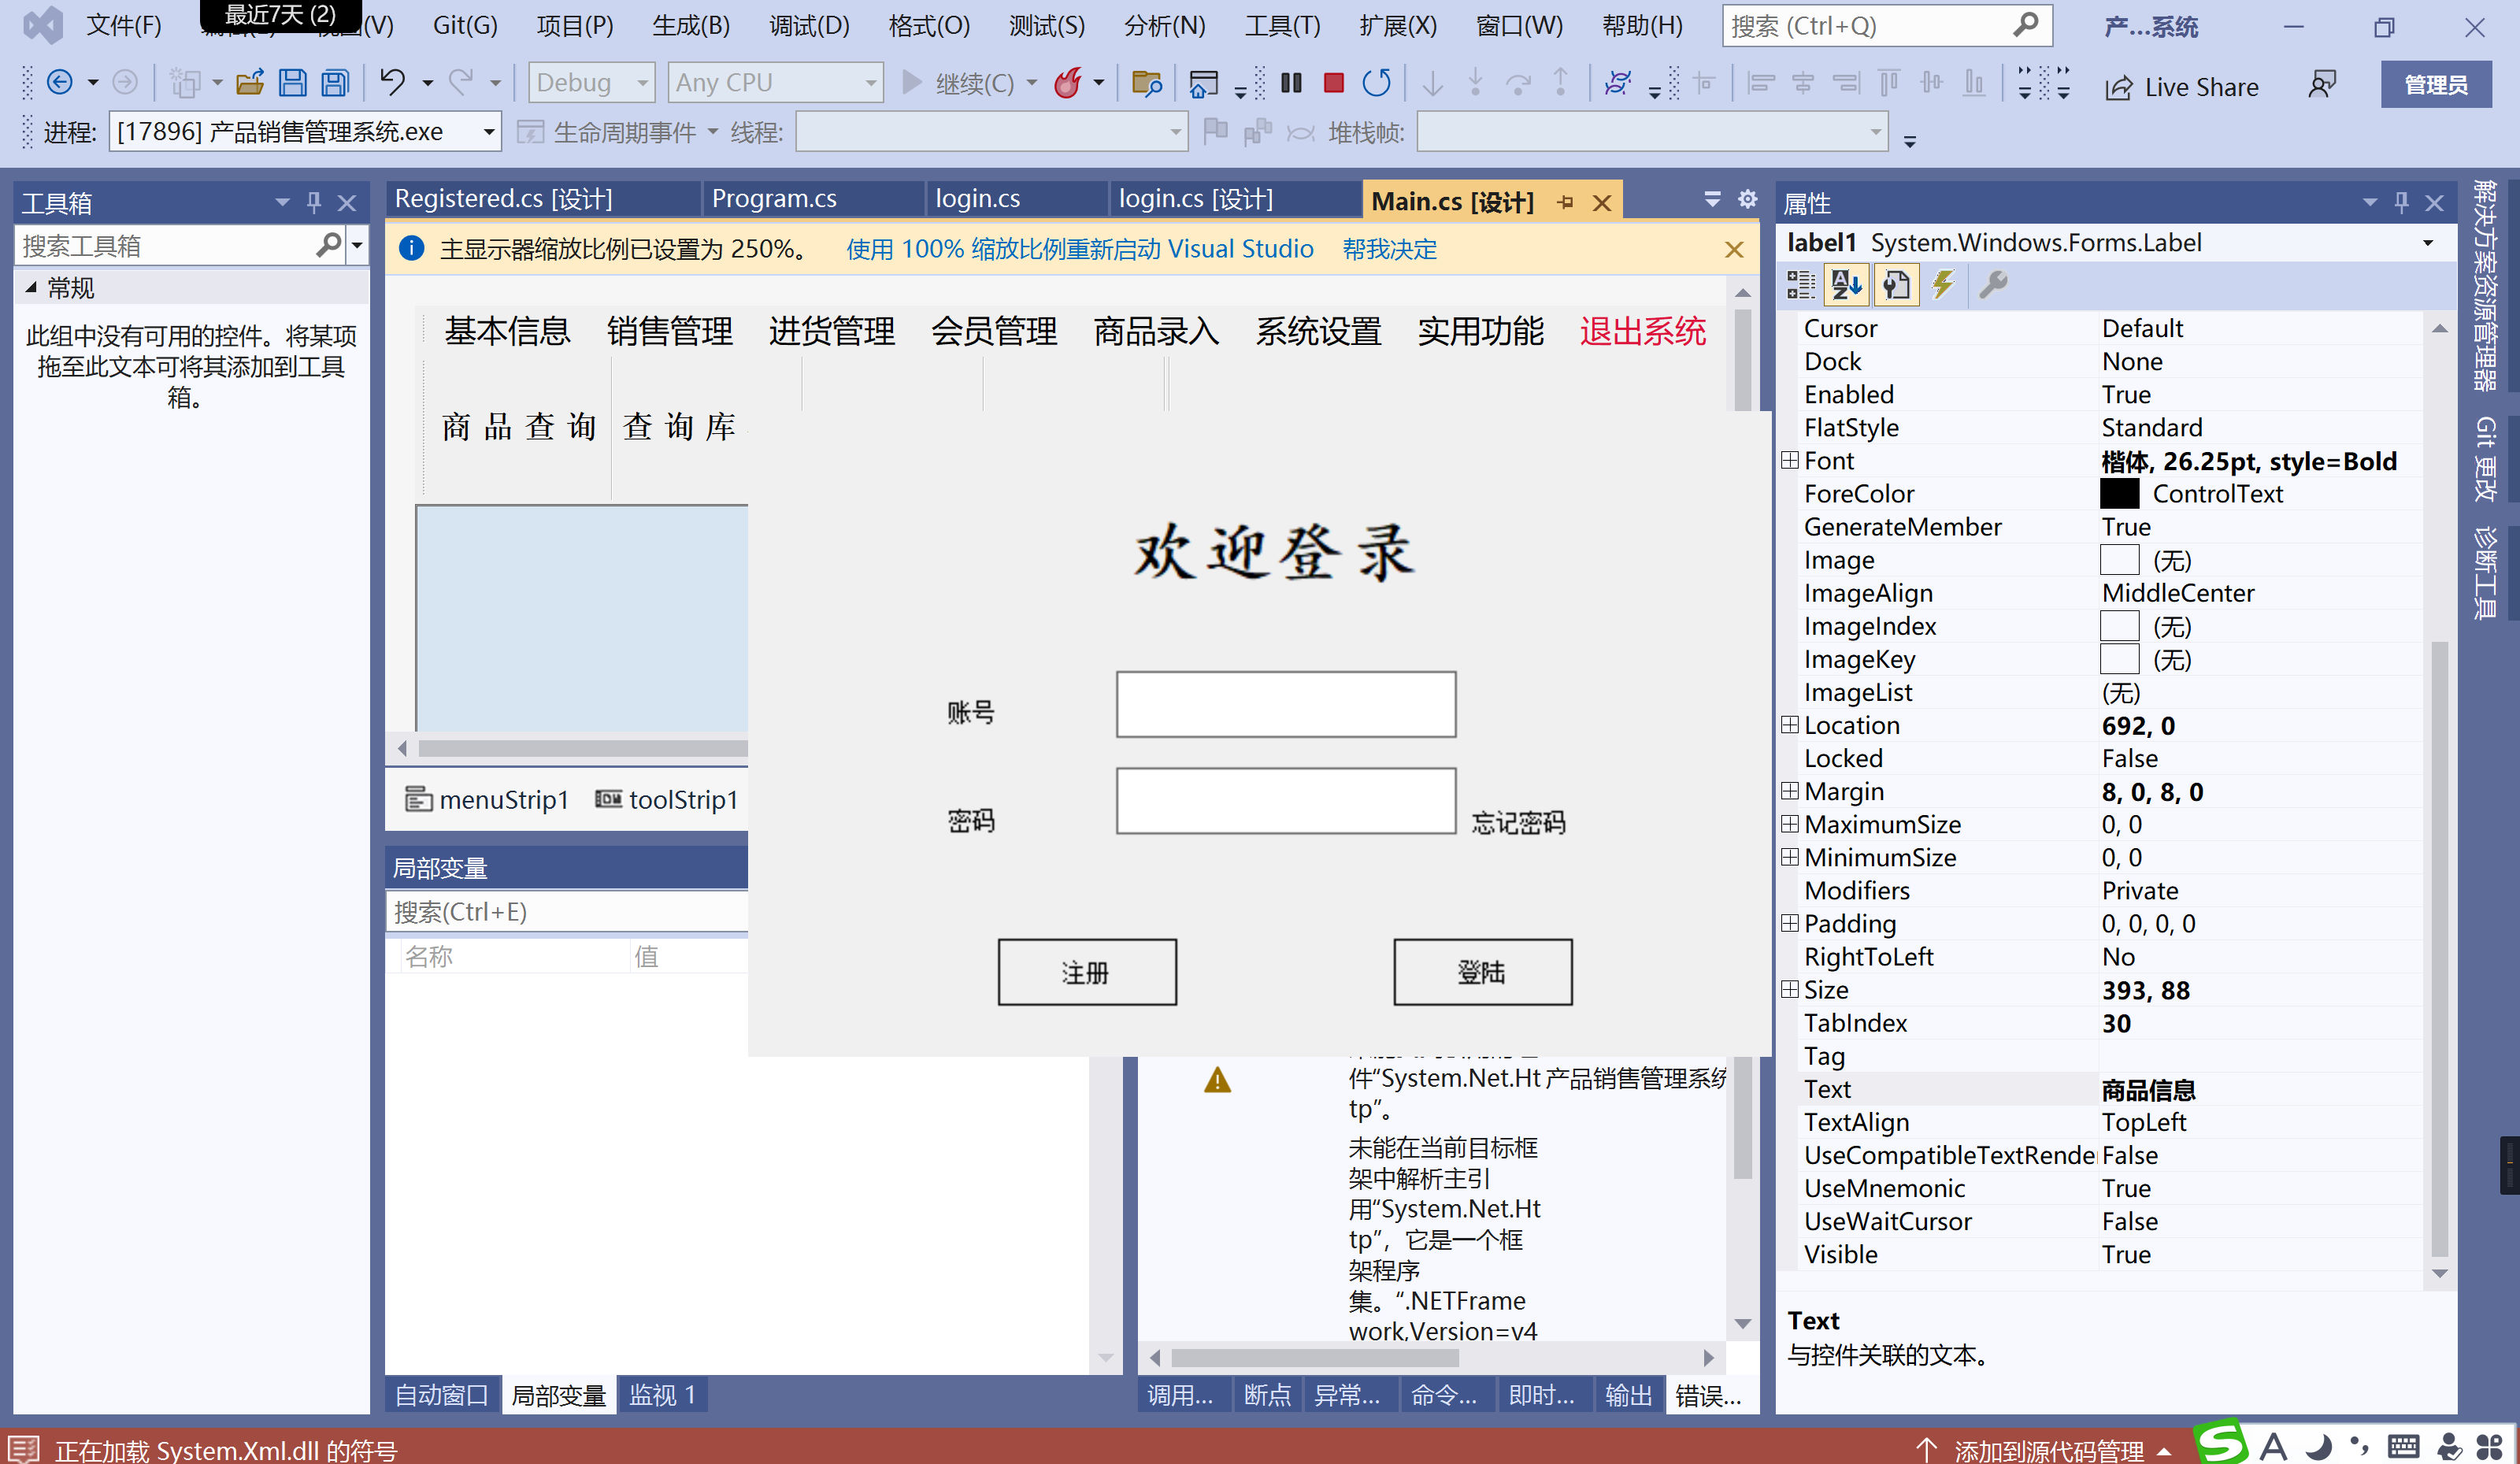 最近7天 (2)
文件(F) Git(G) 项目(P) 生成(B) 调试(D) 格式(O) 测试(S) 分析(N) 工具(T) 扩展(X) 窗口(W) 帮助(H) 搜索 (Ctrl+Q) 产...系统
Debug Any CPU 继续(C) Live Share 管理员
进程: [17896] 产品销售管理系统.exe 生命周期事件 线程: 堆栈帧:
工具箱
搜索工具箱
常规
此组中没有可用的控件。将某项
拖至此文本可将其添加到工具
箱。
Registered.cs [设计] Program.cs login.cs login.cs [设计] Main.cs [设计]
主显示器缩放比例已设置为 250%。 使用 100% 缩放比例重新启动 Visual Studio 帮我决定
基本信息 销售管理 进货管理 会员管理 商品录入 系统设置 实用功能 退出系统
商品查询 查询库
欢迎登录
账号
密码 忘记密码
注册 登陆
menuStrip1 toolStrip1
局部变量
搜索(Ctrl+E)
名称 值
件“System.Net.Ht 产品销售管理系统
tp”。
未能在当前目标框
架中解析主引
用“System.Net.Ht
tp”，它是一个框
架程序
集。“.NETFrame
work,Version=v4
自动窗口 局部变量 监视 1
调用... 断点 异常... 命令... 即时... 输出 错误...
属性
label1 System.Windows.Forms.Label
Cursor Default
Dock None
Enabled True
FlatStyle Standard
Font 楷体, 26.25pt, style=Bold
ForeColor ControlText
GenerateMember True
Image (无)
ImageAlign MiddleCenter
ImageIndex (无)
ImageKey (无)
ImageList (无)
Location 692, 0
Locked False
Margin 8, 0, 8, 0
MaximumSize 0, 0
MinimumSize 0, 0
Modifiers Private
Padding 0, 0, 0, 0
RightToLeft No
Size 393, 88
TabIndex 30
Tag
Text 商品信息
TextAlign TopLeft
UseCompatibleTextRender False
UseMnemonic True
UseWaitCursor False
Visible True
Text
与控件关联的文本。
解决方案资源管理器
Git 更改
诊断工具
正在加载 System.Xml.dll 的符号
添加到源代码管理